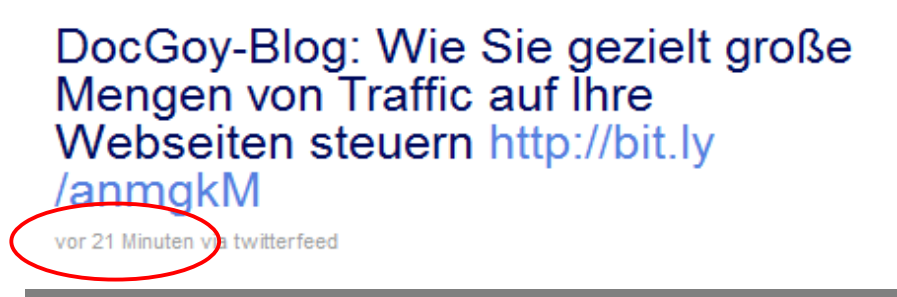 DocGoy-Blog: Wie Sie gezielt große
Mengen von Traffic auf Ihre
Webseiten steuern http://bit.ly
/anmgkM
vor 21 Minuten via twitterfeed